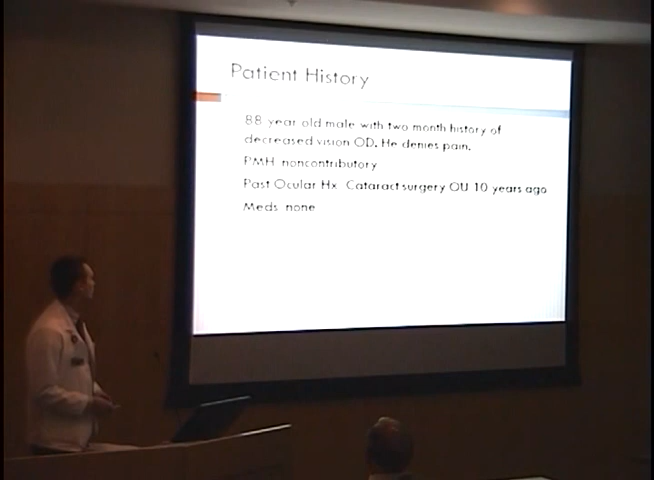 Patient History
88 year old male with two month history of
decreased vision OD. He denies pain.
PMH noncontributory
Past Ocular Hx Cataract surgery OU 10 years ago
Meds none